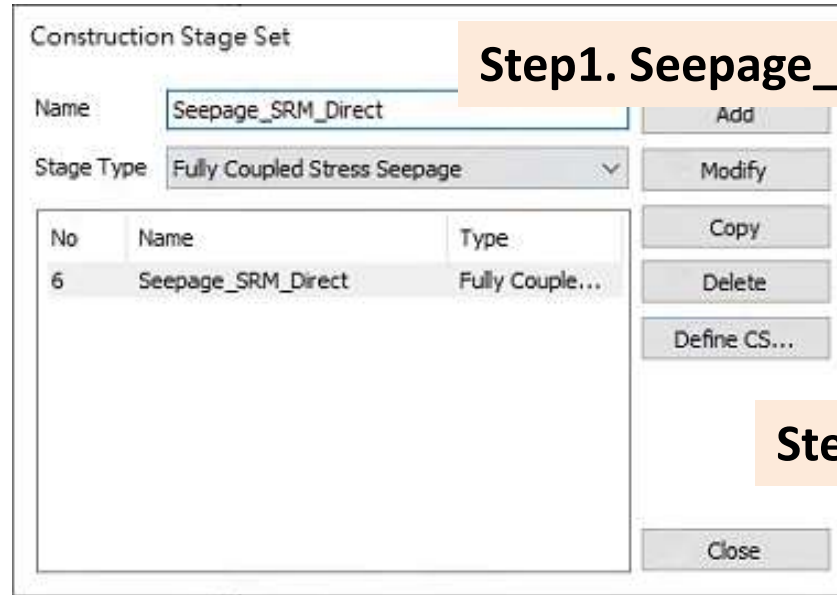 Construction Stage Set
Step1. Seepage_
Name Seepage_SRM_Direct Add
Stage Type Fully Coupled Stress Seepage Modify
No Name Type Copy
6 Seepage_SRM_Direct Fully Couple... Delete
Define CS...
Ste
Close